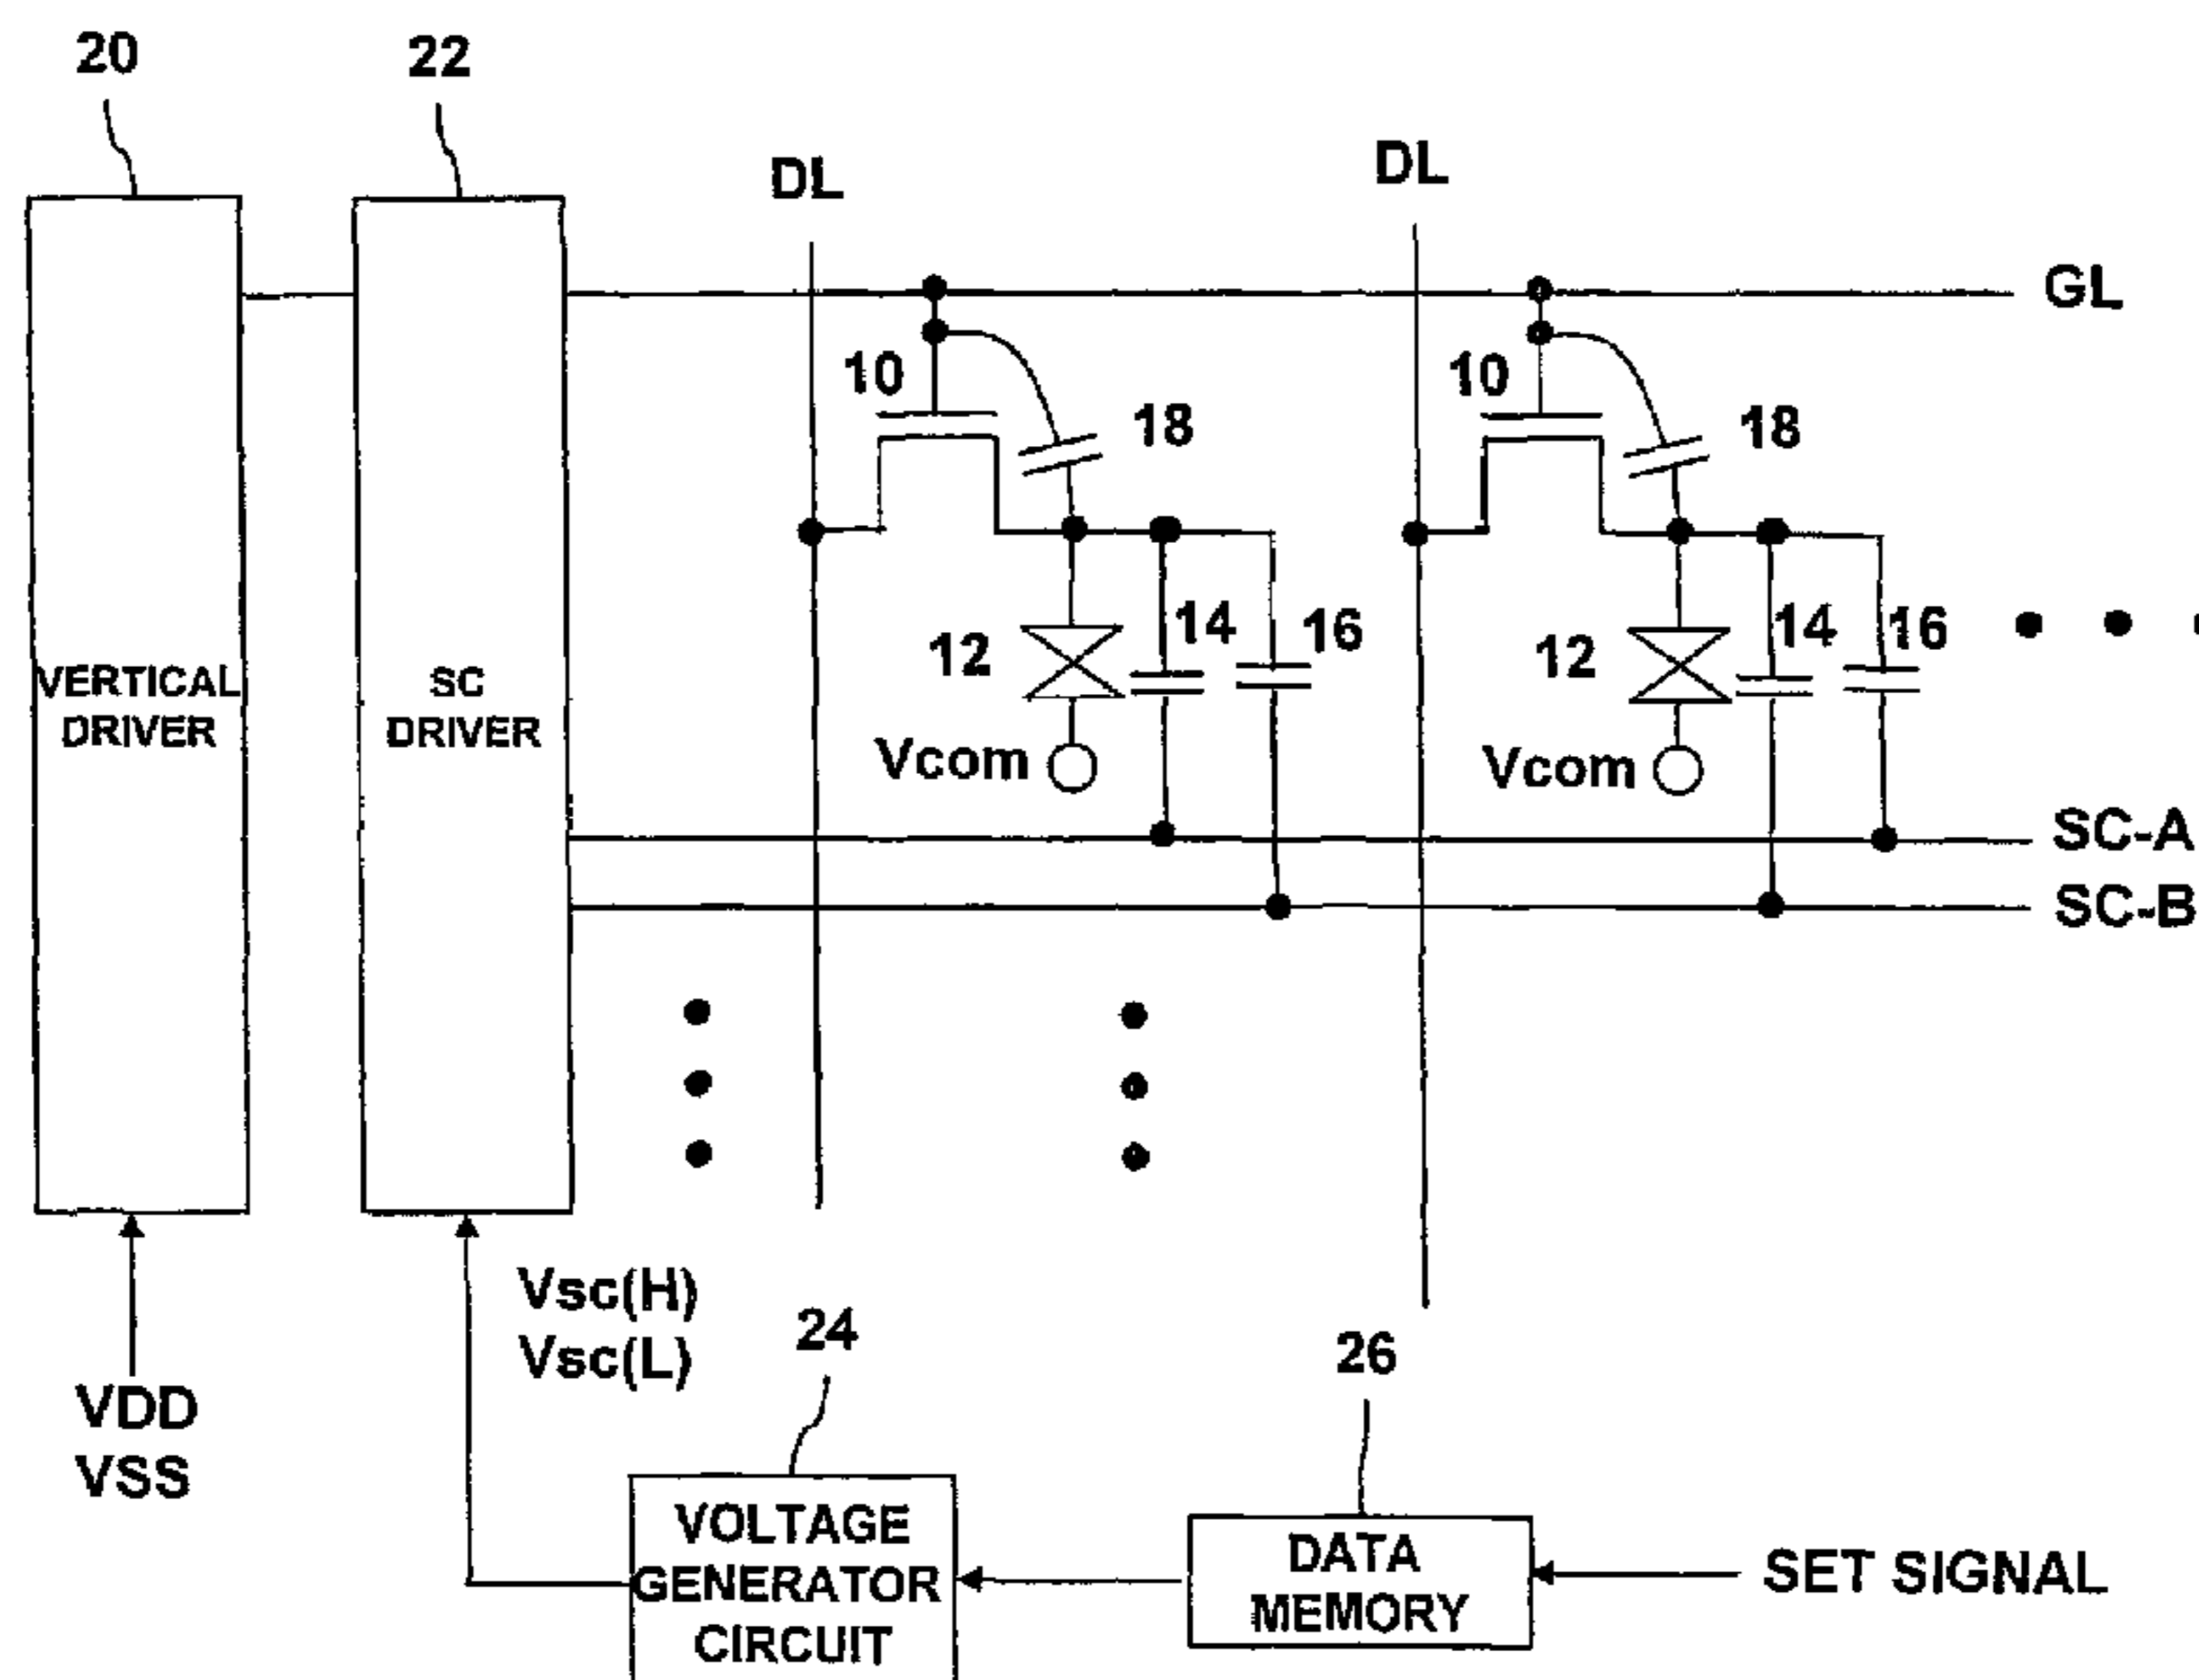 20
22
DL
DL
GL
10
18
10
18
12
14
16
12
14
16
VERTICAL
DRIVER
SC
DRIVER
Vcom
Vcom
SC-A
SC-B
Vsc(H)
Vsc(L)
24
26
VDD
VSS
VOLTAGE
GENERATOR
CIRCUIT
DATA
MEMORY
SET SIGNAL